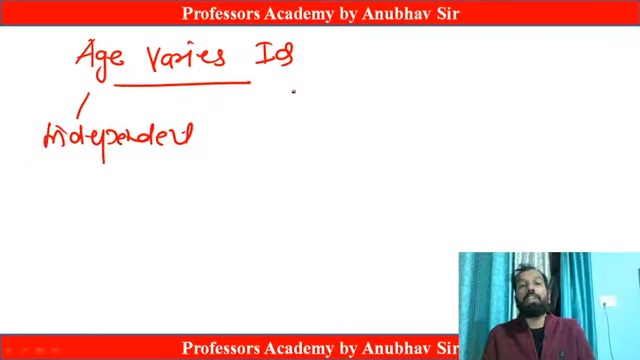 Professors Academy by Anubhav Sir
Age varies IQ
independent
Professors Academy by Anubhav Sir